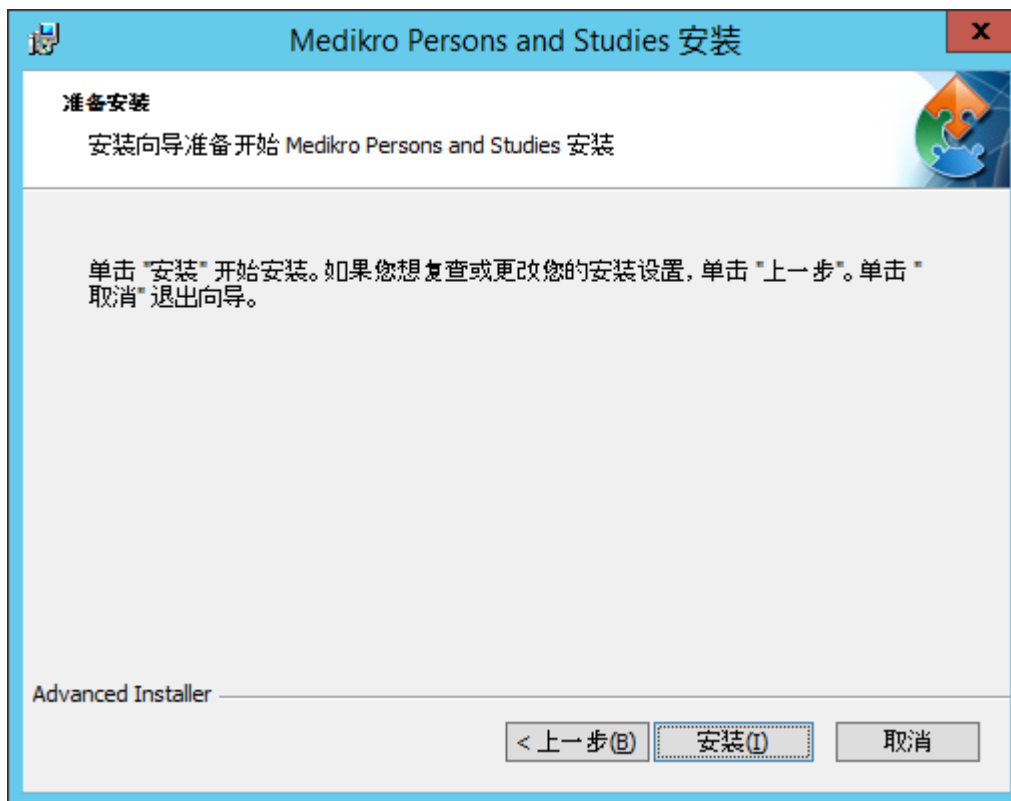 Medikro Persons and Studies 安装
准备安装
安装向导准备开始 Medikro Persons and Studies 安装
单击 "安装" 开始安装。如果您想复查或更改您的安装设置, 单击 "上一步"。单击 "
取消" 退出向导。
Advanced Installer
< 上一步(B)
安装(I)
取消